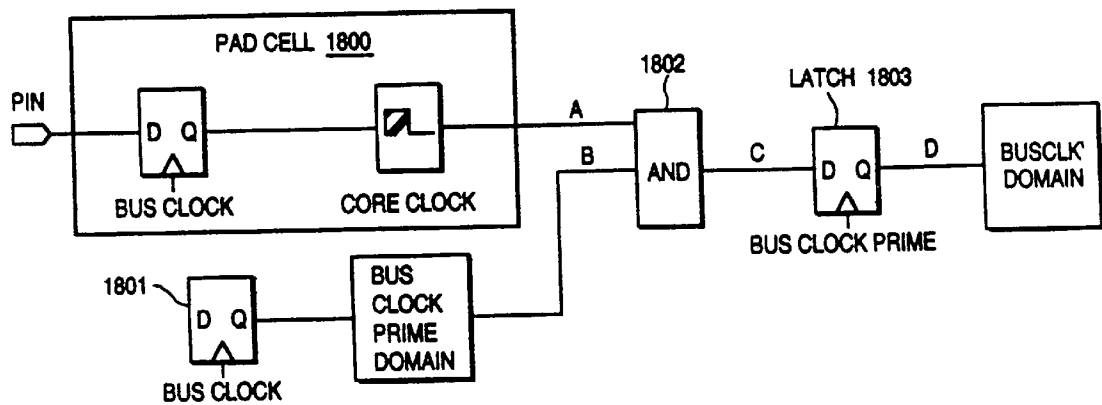 PAD CELL 1800
PIN
D Q
BUS CLOCK
CORE CLOCK
A
B
1802
AND
C
LATCH 1803
D Q
BUS CLOCK PRIME
D
BUSCLK'
DOMAIN
1801
D Q
BUS CLOCK
BUS
CLOCK
PRIME
DOMAIN